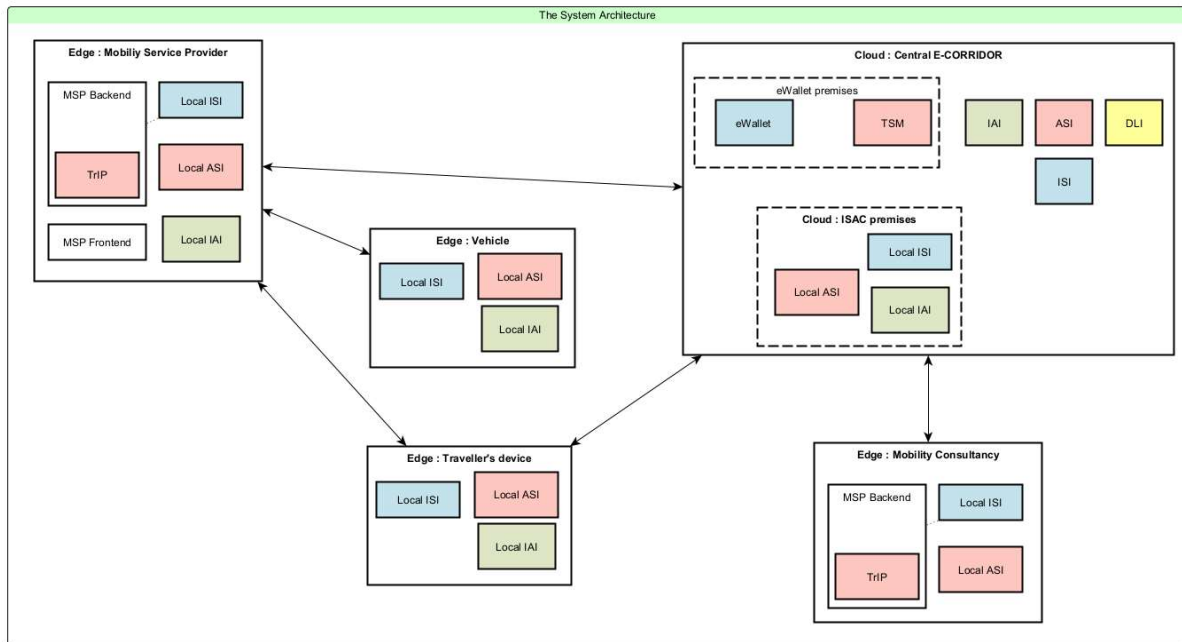 The System Architecture
Edge : Mobiliy Service Provider
MSP Backend
Local ISI
TrIP
Local ASI
MSP Frontend
Local IAI
Cloud : Central E-CORRIDOR
eWallet premises
eWallet
TSM
IAI
ASI
DLI
ISI
Cloud : ISAC premises
Local ISI
Local ASI
Local IAI
Edge : Vehicle
Local ISI
Local ASI
Local IAI
Edge : Traveller's device
Local ISI
Local ASI
Local IAI
Edge : Mobility Consultancy
MSP Backend
Local ISI
TrIP
Local ASI